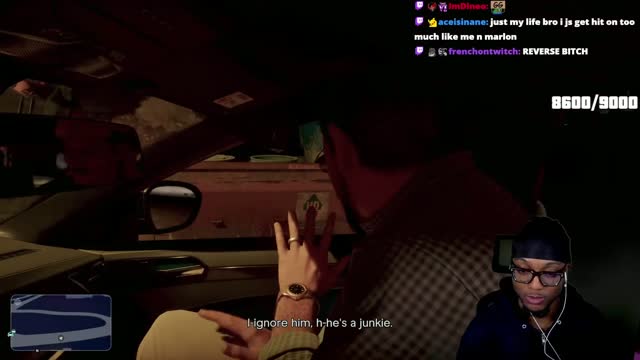 ImDineo:
aceisinane: just my life bro i js get hit on too
much like me n marlon
frenchontwitch: REVERSE BITCH
8600/9000
I ignore him, h-he's a junkie.